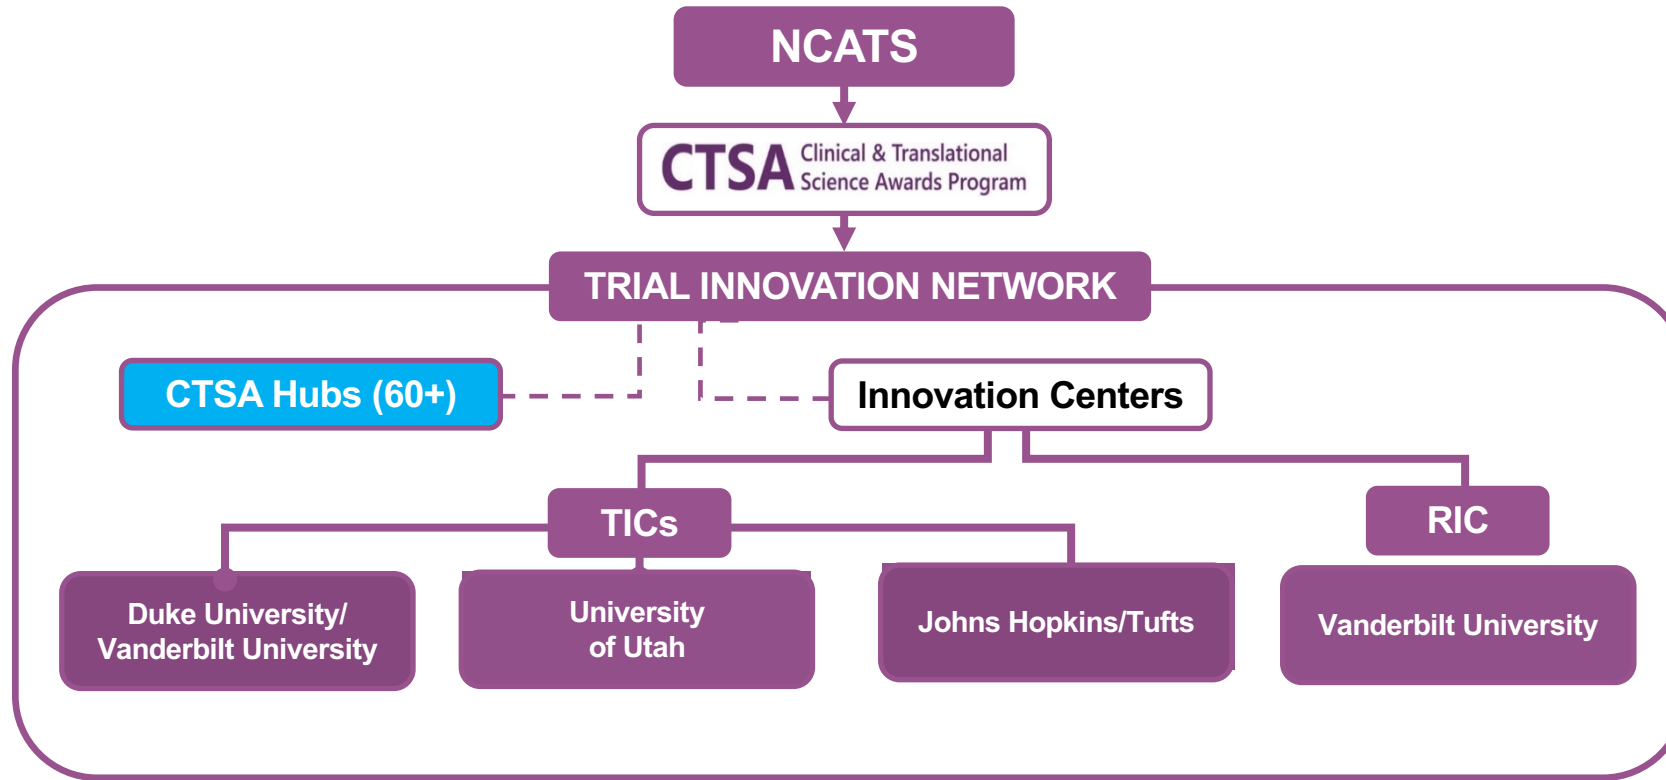 NCATS
CTSA Clinical & Translational
Science Awards Program
TRIAL INNOVATION NETWORK
CTSA Hubs (60+)
Innovation Centers
TICs
RIC
Duke University/
Vanderbilt University
University
of Utah
Johns Hopkins/Tufts
Vanderbilt University